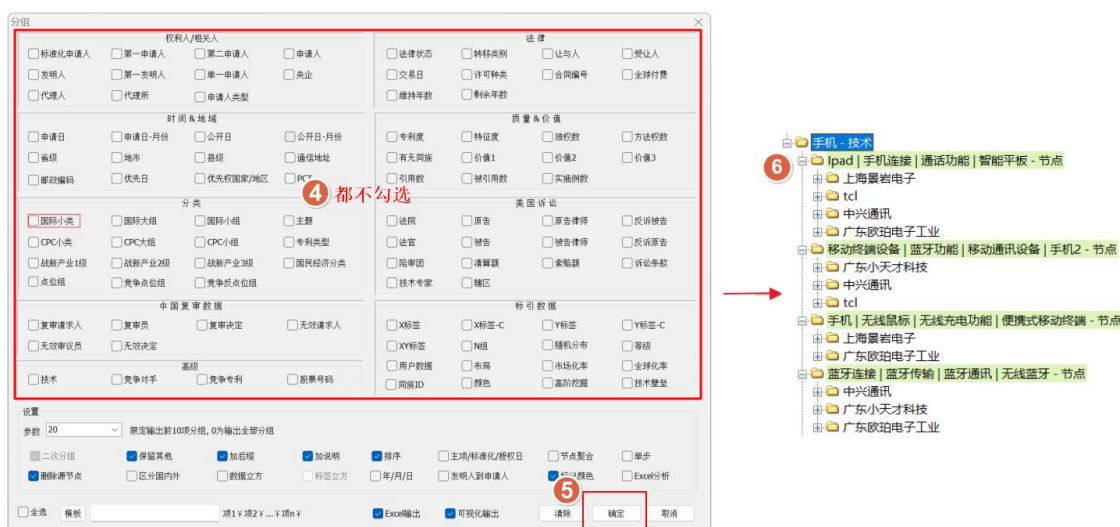 分组
权利人/相关人
标准化申请人 第一申请人 第二申请人 申请人
发明人 第一发明人 单一申请人 央企
代理人 代理所 申请人类型
时间&地域
申请日 申请日-月份 公开日 公开日-月份
省级 地市 县级 通信地址
邮政编码 优先日 优先权国家/地区 PCT
④ 都不勾选
分类
国际小类 国际大组 国际小组 主题
CPC小类 CPC大组 CPC小组 专利类型
战新产业1级 战新产业2级 战新产业3级 国民经济分类
点位组 竞争点位组 竞争反点位组
中国复审数据
复审请求人 复审员 复审决定 无效请求人
无效审议员 无效决定
高级
技术 竞争对手 竞争专利 股票号码
法律
法律状态 转移类别 让与人 受让人
交易日 许可种类 合同编号 全球付费
维持年数 剩余年数
质量&价值
专利度 特征度 独权数 方法权数
有无同族 价值1 价值2 价值3
引用数 被引用数 实施例数
美国诉讼
法院 原告 原告律师 反诉被告
法官 被告 被告律师 反诉原告
陪审团 清算额 索赔额 诉讼条款
技术专家 辖区
标引数据
X标签 X标签-C Y标签 Y标签-C
XY标签 N组 随机分布 等级
用户数据 布局 市场化率 全球化率
同族ID 颜色 高阶挖掘 技术壁垒
设置
参数 20 限定输出前10项分组, 0为输出全部分组
二次分组 保留其他 加后缀 加说明 排序 主项/标准化/授权日 节点聚合 单步
删除源节点 区分国内外 数据立方 标签立方 年/月/日 发明人到申请人 标记颜色 Excel分析
⑤
全选 模板 项1¥项2¥...¥项n¥ Excel输出 可视化输出 清除 确定 取消
手机 - 技术
⑥ Ipad | 手机连接 | 通话功能 | 智能平板 - 节点
上海景岩电子
tcl
中兴通讯
广东欧珀电子工业
移动终端设备 | 蓝牙功能 | 移动通讯设备 | 手机2 - 节点
广东小天才科技
中兴通讯
tcl
手机 | 无线鼠标 | 无线充电功能 | 便携式移动终端 - 节点
上海景岩电子
广东欧珀电子工业
蓝牙连接 | 蓝牙传输 | 蓝牙通讯 | 无线蓝牙 - 节点
中兴通讯
广东小天才科技
广东欧珀电子工业